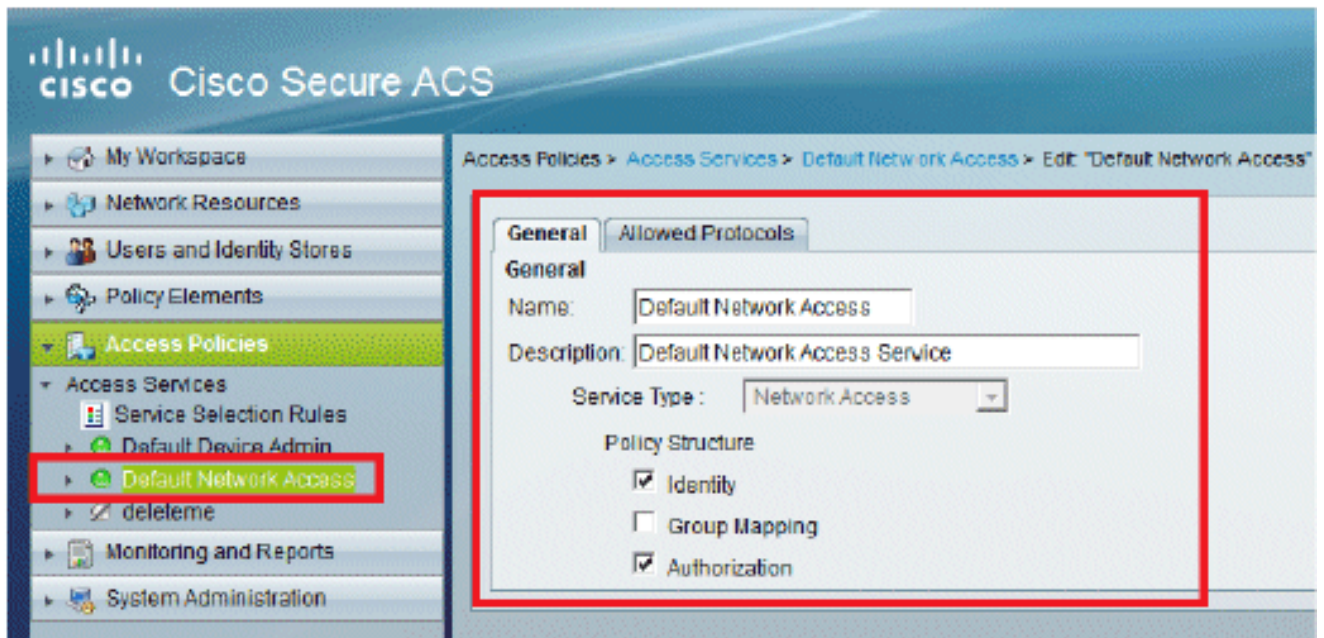 CISCO Cisco Secure ACS
My Workspace
Network Resources
Users and Identity Stores
Policy Elements
Access Policies
Access Services
Service Selection Rules
Default Device Admin
Default Network Access
deleteme
Monitoring and Reports
System Administration
Access Policies > Access Services > Default Network Access > Edit: "Default Network Access"
General Allowed Protocols
General
Name: Default Network Access
Description: Default Network Access Service
Service Type : Network Access
Policy Structure
Identity
Group Mapping
Authorization